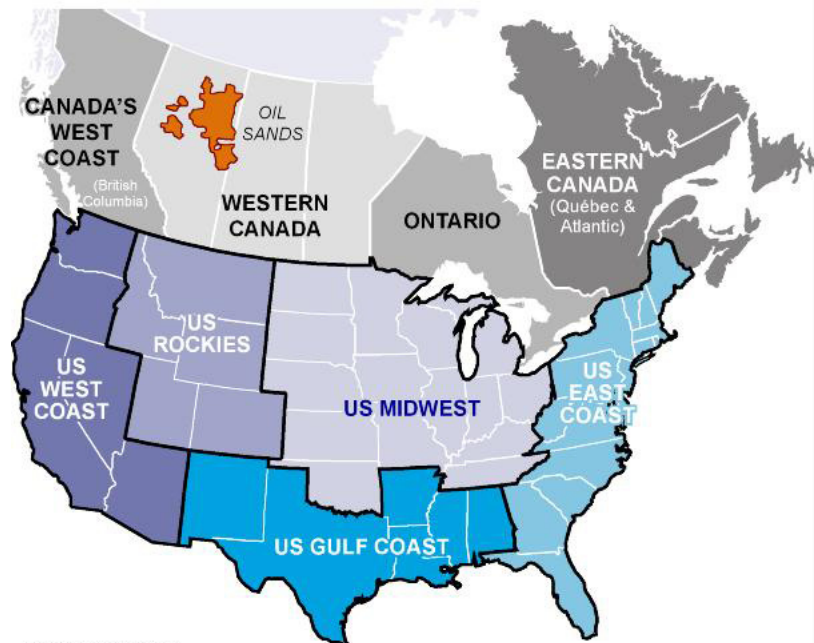 CANADA'S
WEST
COAST
(British
Columbia)
OIL
SANDS
WESTERN
CANADA
ONTARIO
EASTERN
CANADA
(Québec &
Atlantic)
US
ROCKIES
US
WEST
COAST
US MIDWEST
US
EAST
COAST
US GULF COAST